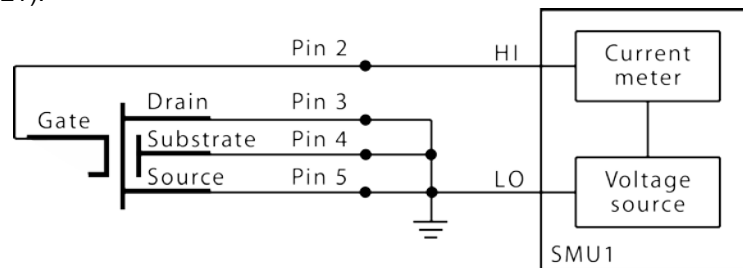 21).
Pin 2
HI
Current
meter
Drain
Pin 3
Gate
Substrate
Pin 4
Source
Pin 5
LO
Voltage
source
SMU1